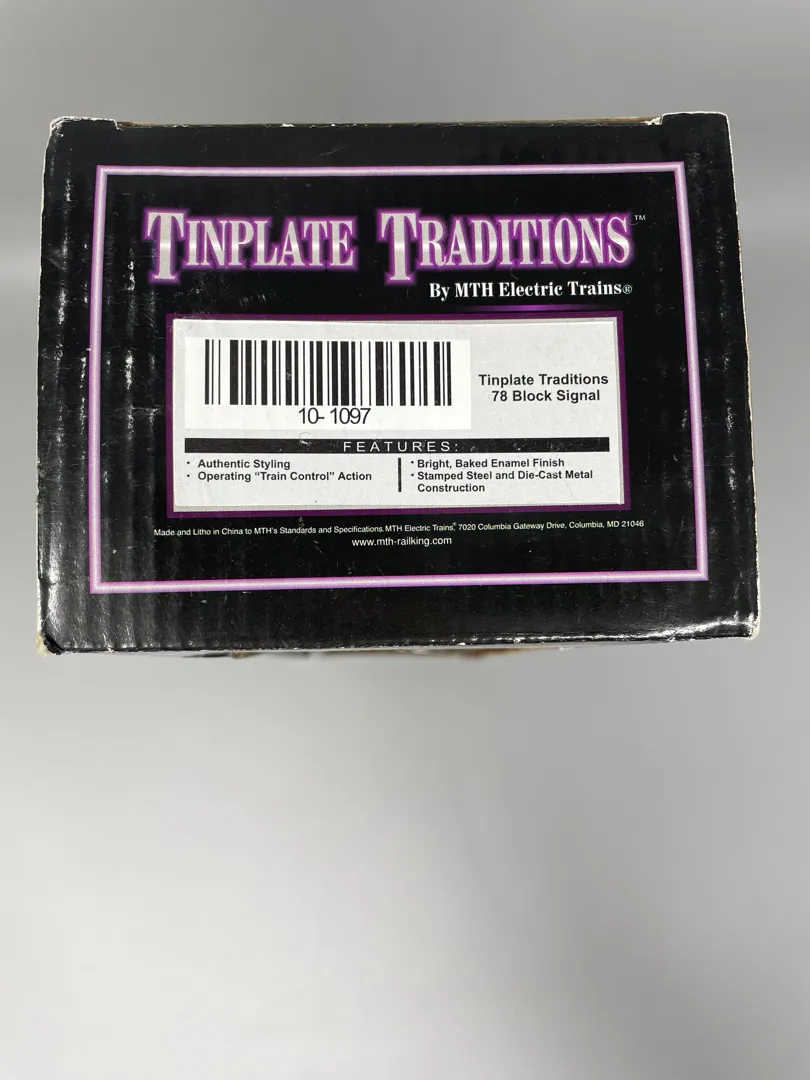 TINPLATE TRADITIONS™
By MTH Electric Trains®
Tinplate Traditions
78 Block Signal
10- 1097
FEATURES:
• Authentic Styling
• Operating "Train Control" Action
• Bright, Baked Enamel Finish
• Stamped Steel and Die-Cast Metal
Construction
Made and Litho in China to MTH's Standards and Specifications MTH Electric Trains® 7020 Columbia Gateway Drive, Columbia, MD 21046
www.mth-railking.com